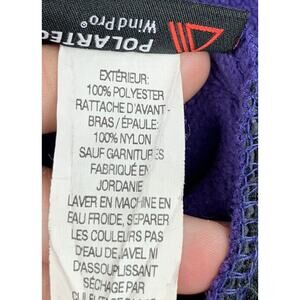 POLARTEC
Wind Pro®
EXTÉRIEUR:
100% POLYESTER
RATTACHE D'AVANT -
BRAS / ÉPAULE:
100% NYLON
SAUF GARNITURES
FABRIQUÉ EN
JORDANIE
LAVER EN MACHINE EN
EAU FROIDE, SEPARER
LES COULEURS PAS
D'EAU DE JAVEL NI
D'ASSOUPLISSANT
SÉCHAGE PAR